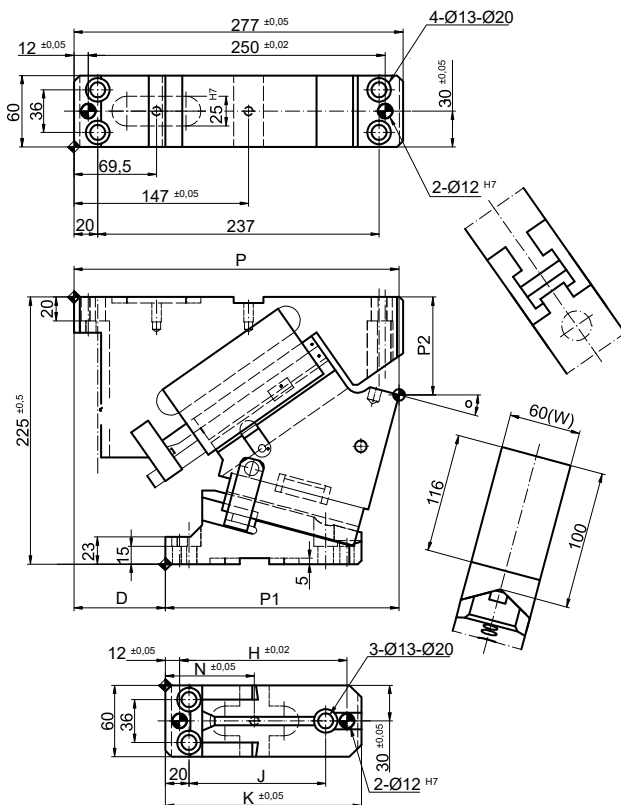 277 ±0,05
12 ±0,05
250 ±0,02
4-Ø13-Ø20
60
36
25 H7
30 ±0,05
69,5
2-Ø12 H7
147 ±0,05
20
237
P
20
P2
o
225 ±0,5
60(W)
116
100
23
15
5
D
P1
12 ±0,05
H ±0,02
3-Ø13-Ø20
N ±0,05
60
36
30 ±0,05
20
J
2-Ø12 H7
K ±0,05